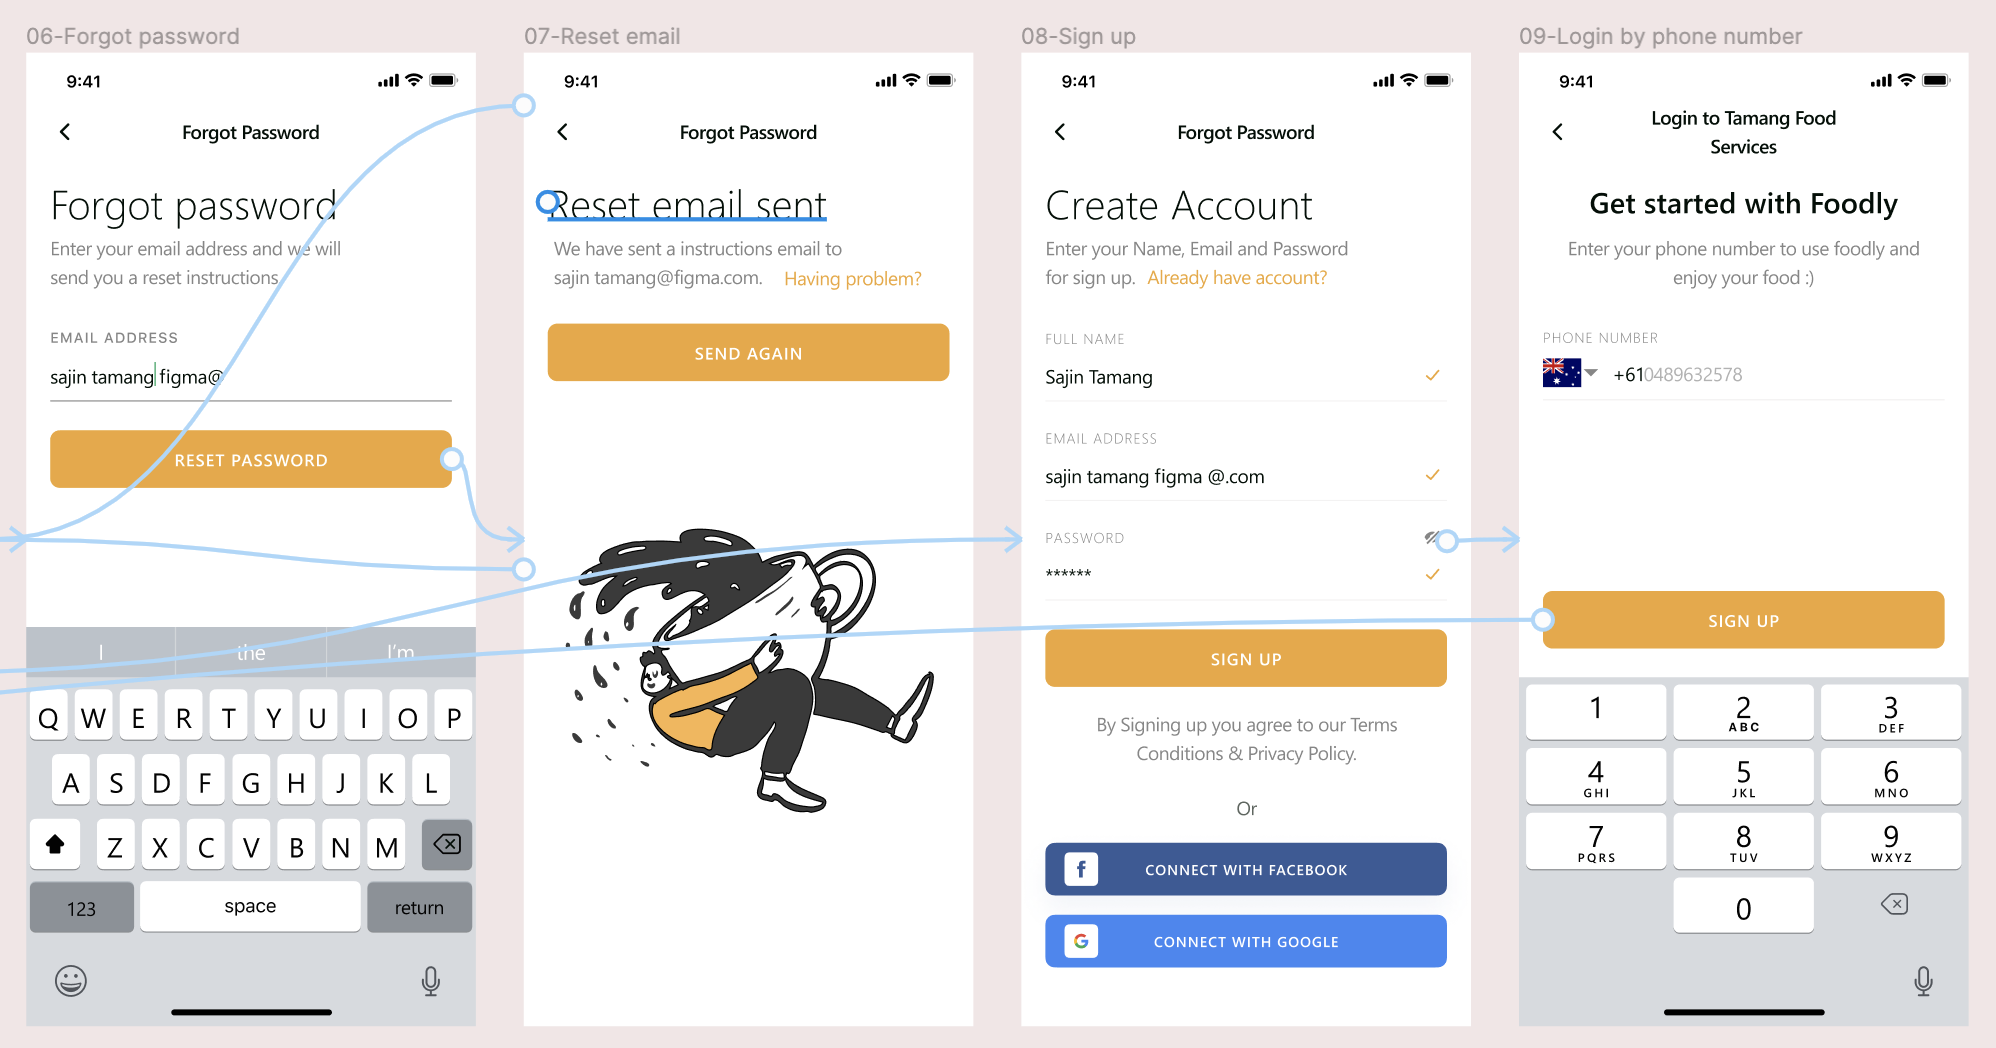 06-Forgot password
9:41
Forgot Password
Forgot password
Enter your email address and we will
send you a reset instructions.
EMAIL ADDRESS
sajin tamang figma@
RESET PASSWORD
I the I'm
Q W E R T Y U I O P
A S D F G H J K L
Z X C V B N M
123 space return
07-Reset email
9:41
Forgot Password
Reset email sent
We have sent a instructions email to
sajin tamang@figma.com. Having problem?
SEND AGAIN
08-Sign up
9:41
Forgot Password
Create Account
Enter your Name, Email and Password
for sign up. Already have account?
FULL NAME
Sajin Tamang
EMAIL ADDRESS
sajin tamang figma @.com
PASSWORD
******
SIGN UP
By Signing up you agree to our Terms
Conditions & Privacy Policy.
Or
f CONNECT WITH FACEBOOK
G CONNECT WITH GOOGLE
09-Login by phone number
9:41
Login to Tamang Food
Services
Get started with Foodly
Enter your phone number to use foodly and
enjoy your food :)
PHONE NUMBER
+610489632578
SIGN UP
1 2 3
ABC DEF
4 5 6
GHI JKL MNO
7 8 9
PQRS TUV WXYZ
0